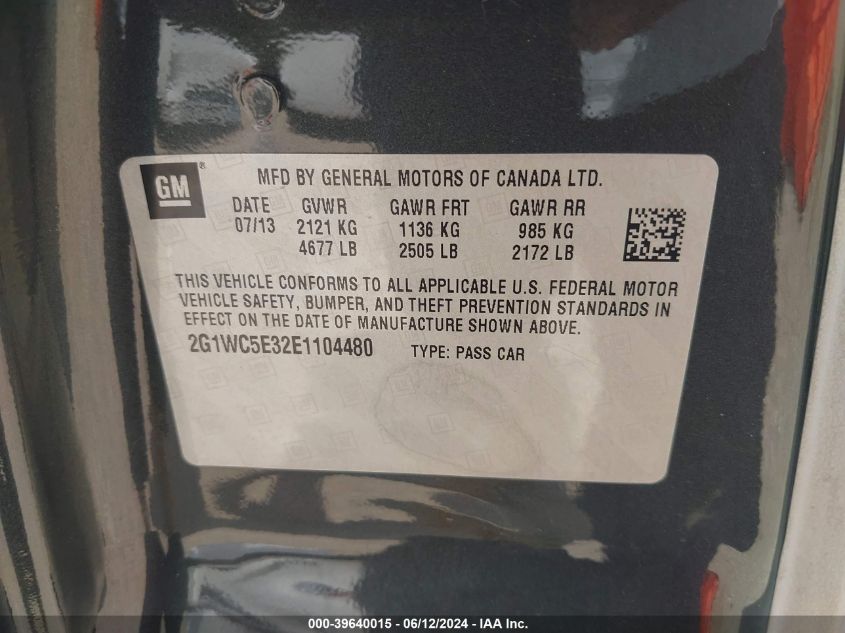 GM ®
MFD BY GENERAL MOTORS OF CANADA LTD.
DATE GVWR GAWR FRT GAWR RR
07/13 2121 KG 1136 KG 985 KG
4677 LB 2505 LB 2172 LB
THIS VEHICLE CONFORMS TO ALL APPLICABLE U.S. FEDERAL MOTOR
VEHICLE SAFETY, BUMPER, AND THEFT PREVENTION STANDARDS IN
EFFECT ON THE DATE OF MANUFACTURE SHOWN ABOVE.
2G1WC5E32E1104480 TYPE: PASS CAR
000-39640015 - 06/12/2024 - IAA Inc.